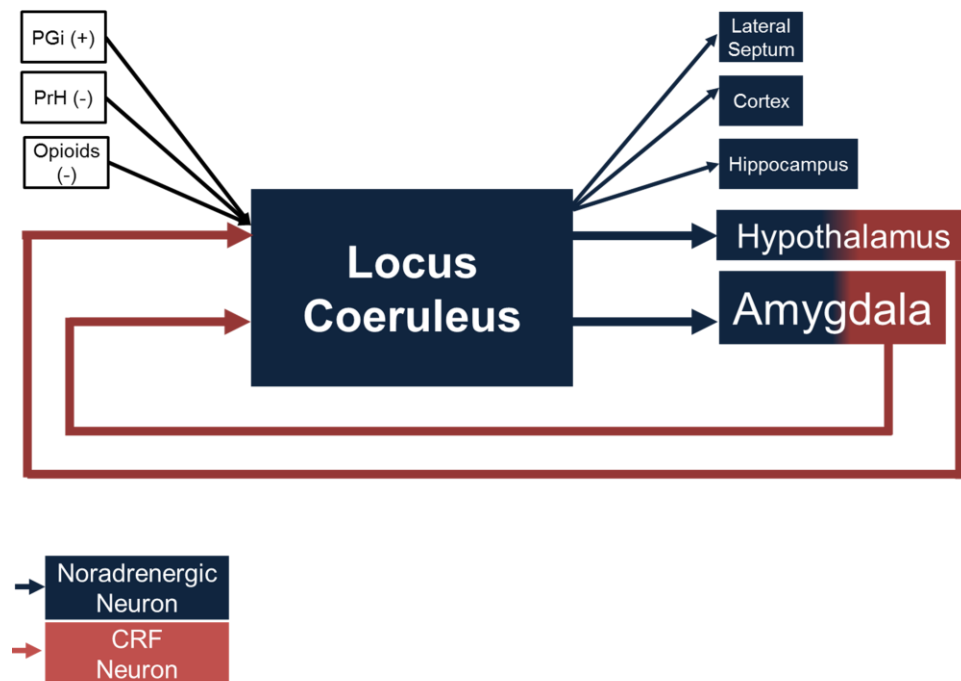 PGi (+)
PrH (-)
Opioids
(-)
Locus
Coeruleus
Lateral
Septum
Cortex
Hippocampus
Hypothalamus
Amygdala
Noradrenergic
Neuron
CRF
Neuron